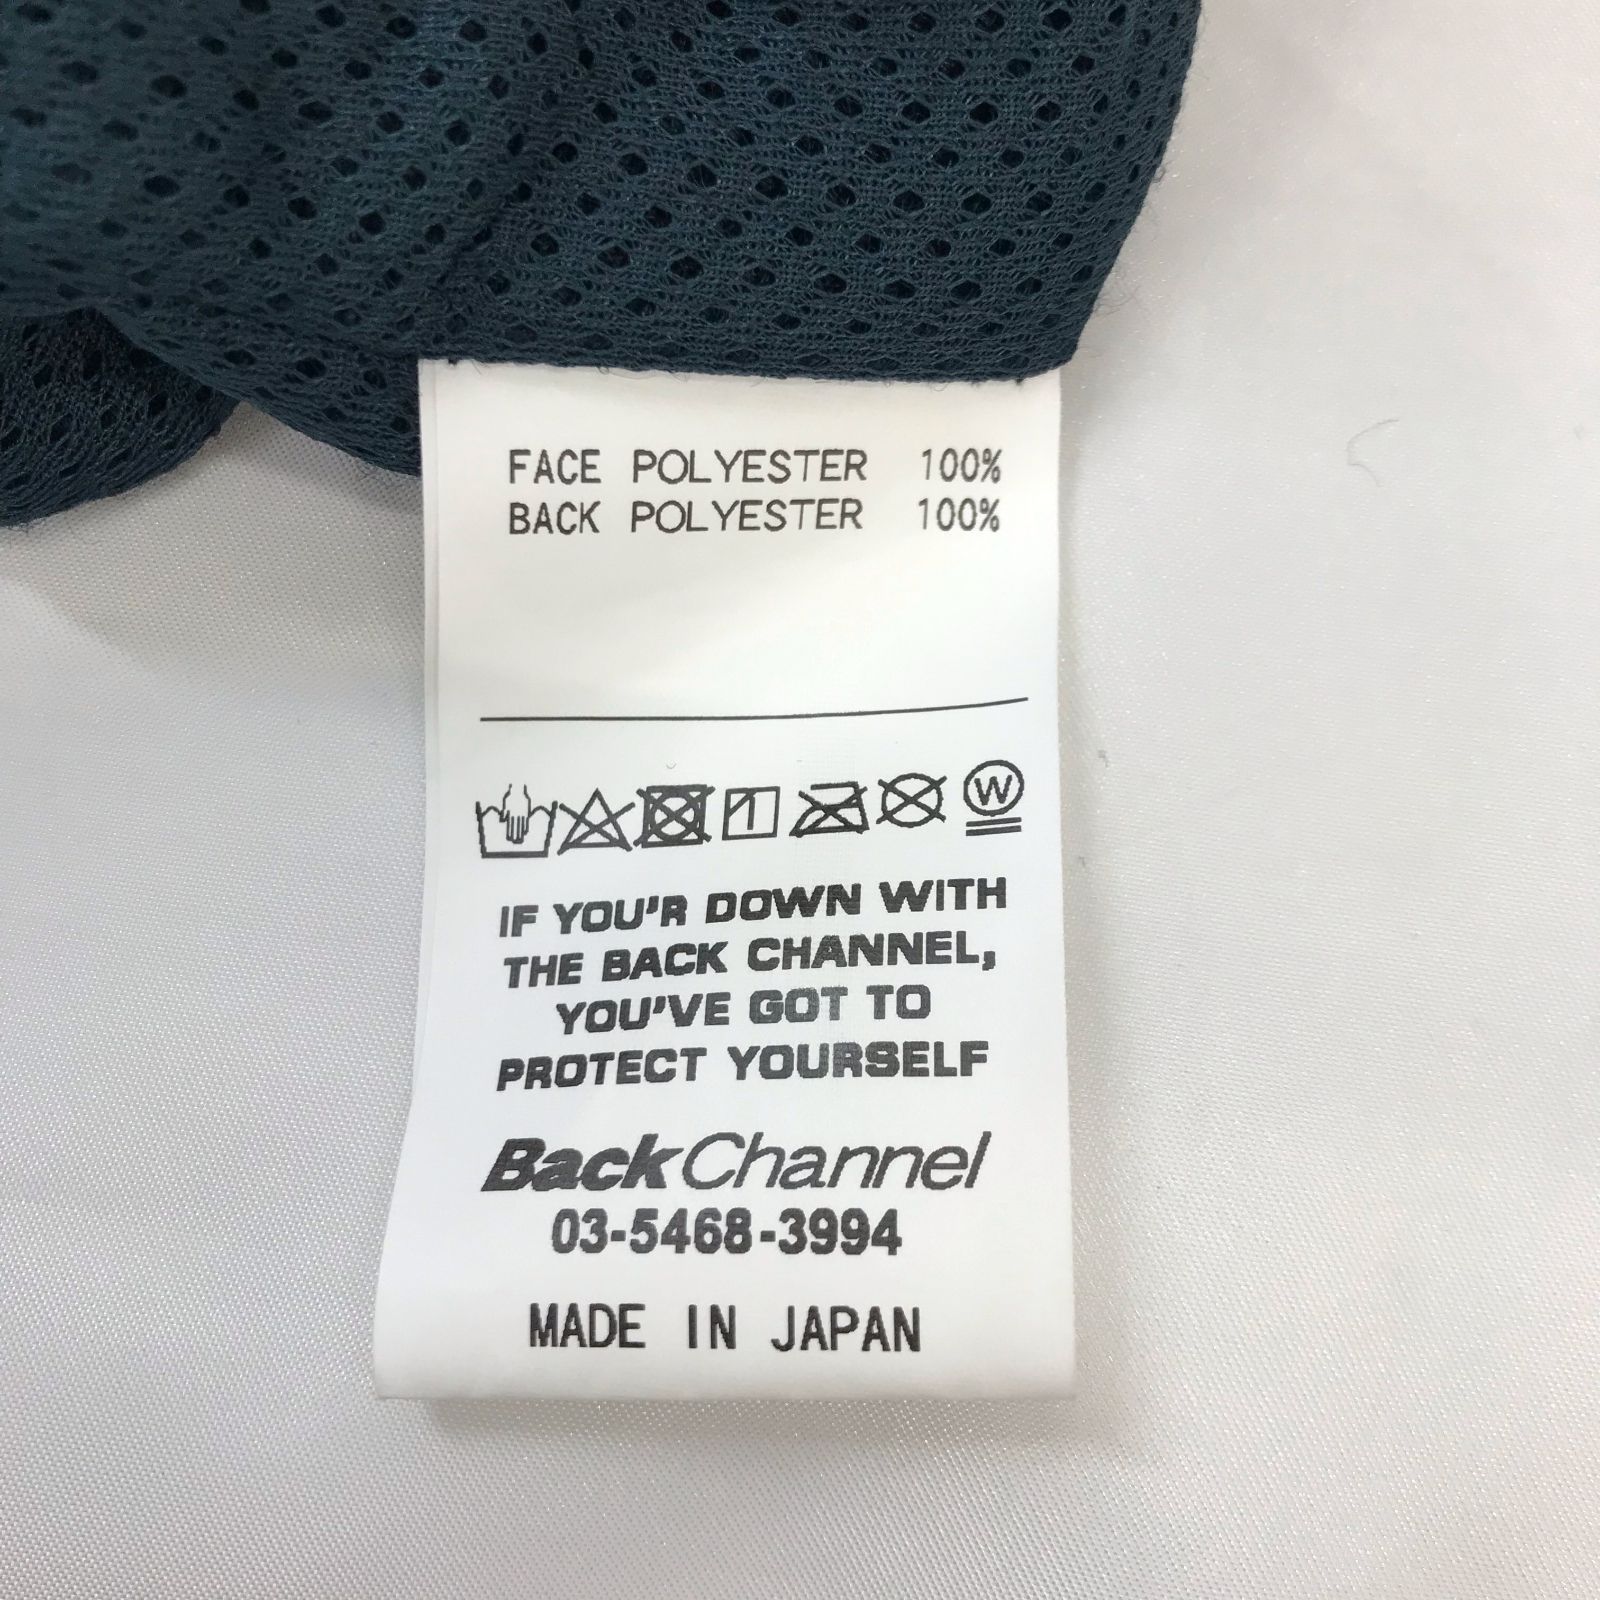 FACE POLYESTER 100%
BACK POLYESTER 100%
W
IF YOU'R DOWN WITH
THE BACK CHANNEL,
YOU'VE GOT TO
PROTECT YOURSELF
BackChannel
03-5468-3994
MADE IN JAPAN